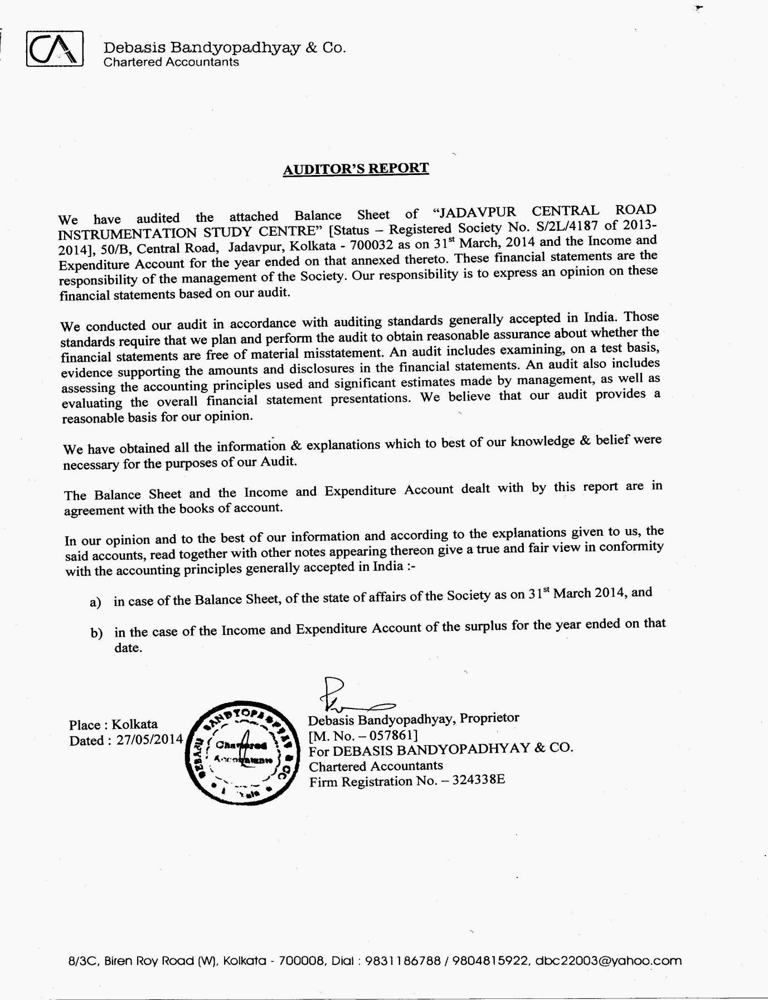 CA
Debasis Bandyopadhyay & Co.
Chartered Accountants
AUDITOR'S REPORT
We have audited the attached Balance Sheet of “JADAVPUR CENTRAL ROAD
INSTRUMENTATION STUDY CENTRE” [Status – Registered Society No. S/2L/4187 of 2013-
2014], 50/B, Central Road, Jadavpur, Kolkata - 700032 as on 31st March, 2014 and the Income and
Expenditure Account for the year ended on that annexed thereto. These financial statements are the
responsibility of the management of the Society. Our responsibility is to express an opinion on these
financial statements based on our audit.
We conducted our audit in accordance with auditing standards generally accepted in India. Those
standards require that we plan and perform the audit to obtain reasonable assurance about whether the
financial statements are free of material misstatement. An audit includes examining, on a test basis,
evidence supporting the amounts and disclosures in the financial statements. An audit also includes
assessing the accounting principles used and significant estimates made by management, as well as
evaluating the overall financial statement presentations. We believe that our audit provides a
reasonable basis for our opinion.
We have obtained all the information & explanations which to best of our knowledge & belief were
necessary for the purposes of our Audit.
The Balance Sheet and the Income and Expenditure Account dealt with by this report are in
agreement with the books of account.
In our opinion and to the best of our information and according to the explanations given to us, the
said accounts, read together with other notes appearing thereon give a true and fair view in conformity
with the accounting principles generally accepted in India :-
a) in case of the Balance Sheet, of the state of affairs of the Society as on 31st March 2014, and
b) in the case of the Income and Expenditure Account of the surplus for the year ended on that
date.
Place : Kolkata
Dated : 27/05/2014
BANDYOPADHYAY & CO
Chartered
Accountants
Debasis Bandyopadhyay, Proprietor
[M. No. – 057861]
For DEBASIS BANDYOPADHYAY & CO.
Chartered Accountants
Firm Registration No. – 324338E
8/3C, Biren Roy Road (W), Kolkata - 700008, Dial : 9831186788 / 9804815922, dbc22003@yahoo.com